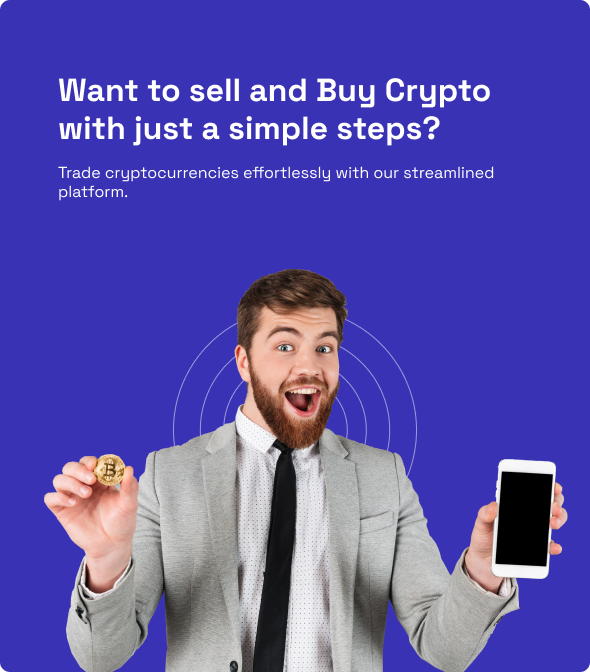 Want to sell and Buy Crypto
with just a simple steps?
Trade cryptocurrencies effortlessly with our streamlined
platform.